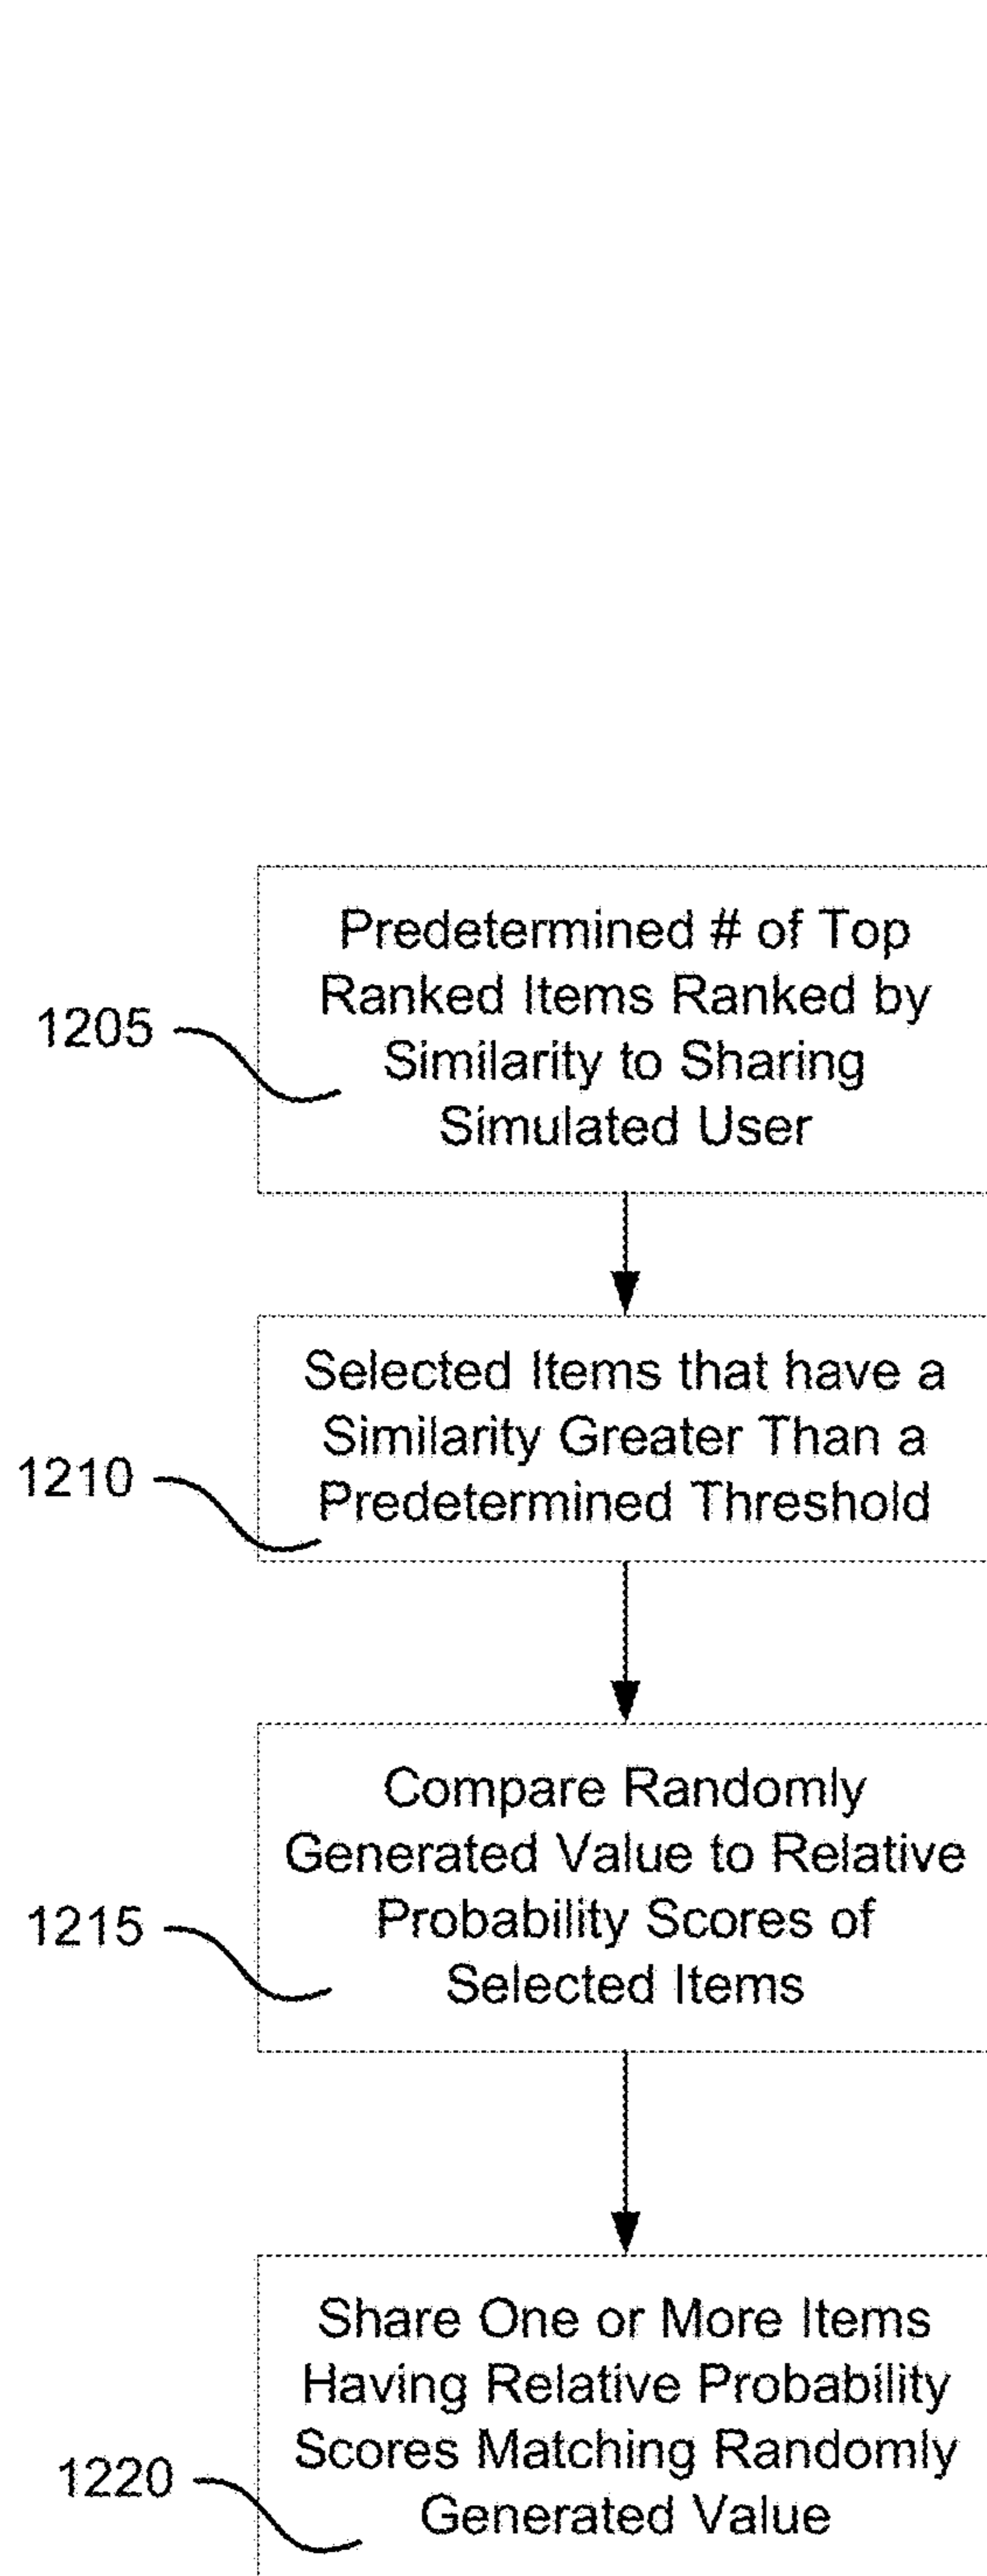 Predetermined # of Top
Ranked Items Ranked by
Similarity to Sharing
Simulated User
1205
Selected Items that have a
Similarity Greater Than a
Predetermined Threshold
1210
Compare Randomly
Generated Value to Relative
Probability Scores of
Selected Items
1215
Share One or More Items
Having Relative Probability
Scores Matching Randomly
Generated Value
1220